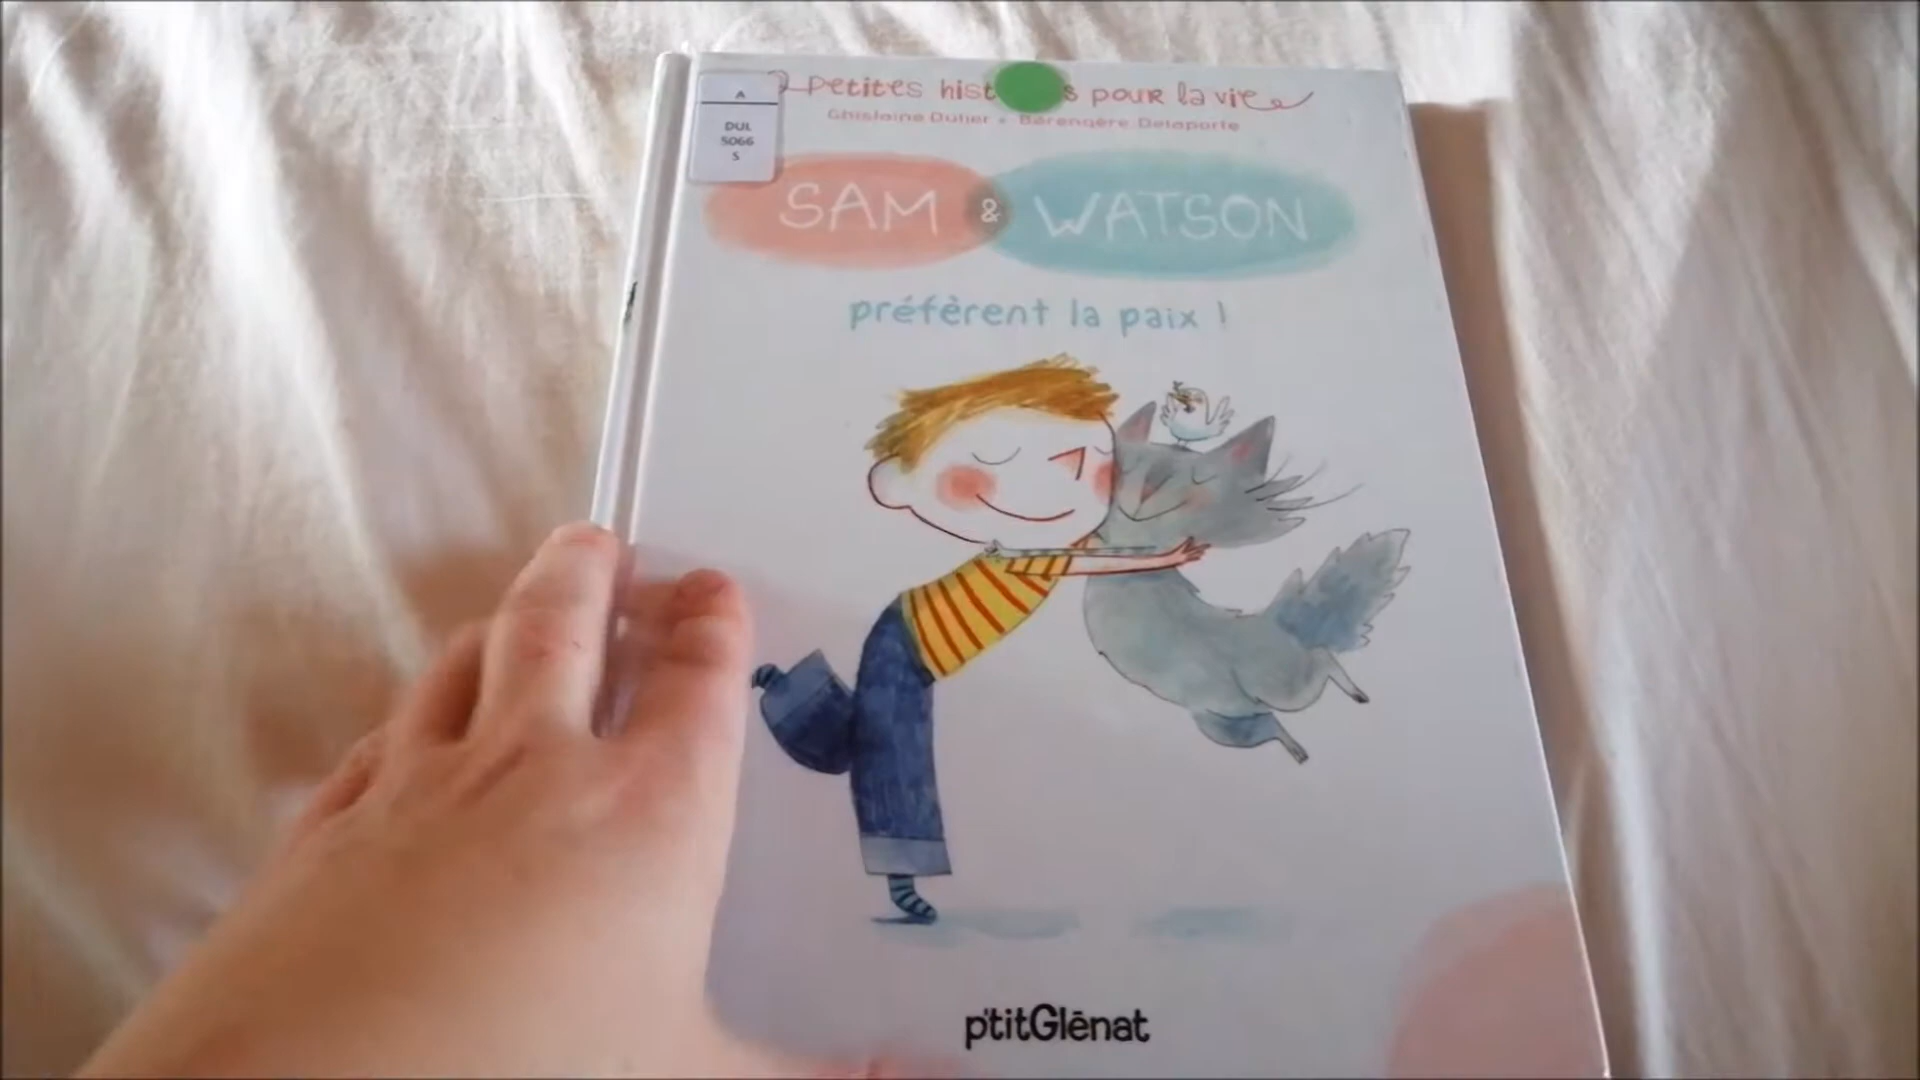 petites hist s pour la vie
Ghislaine Dulier • Bérengère Delaporte
A
DUL
5066
S
SAM & WATSON
préfèrent la paix !
p'titGlénat